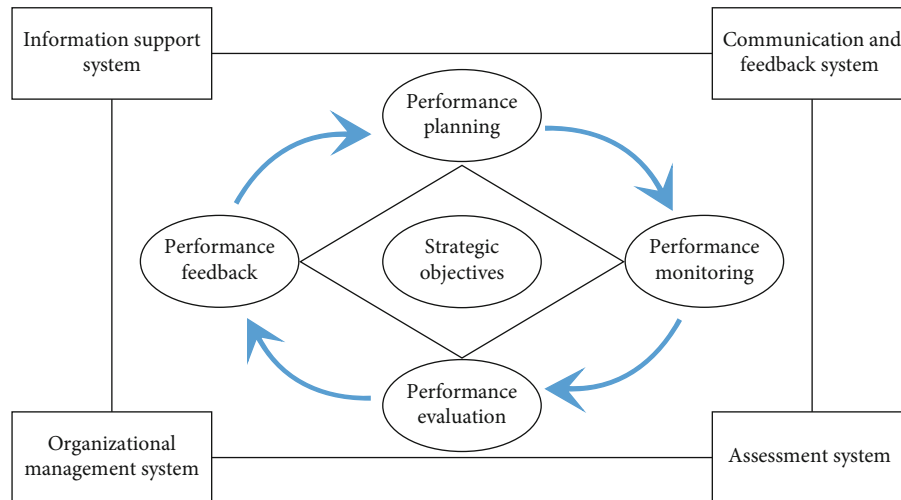 Information support
system
Communication and
feedback system
Performance
planning
Performance
feedback
Strategic
objectives
Performance
monitoring
Performance
evaluation
Organizational
management system
Assessment system